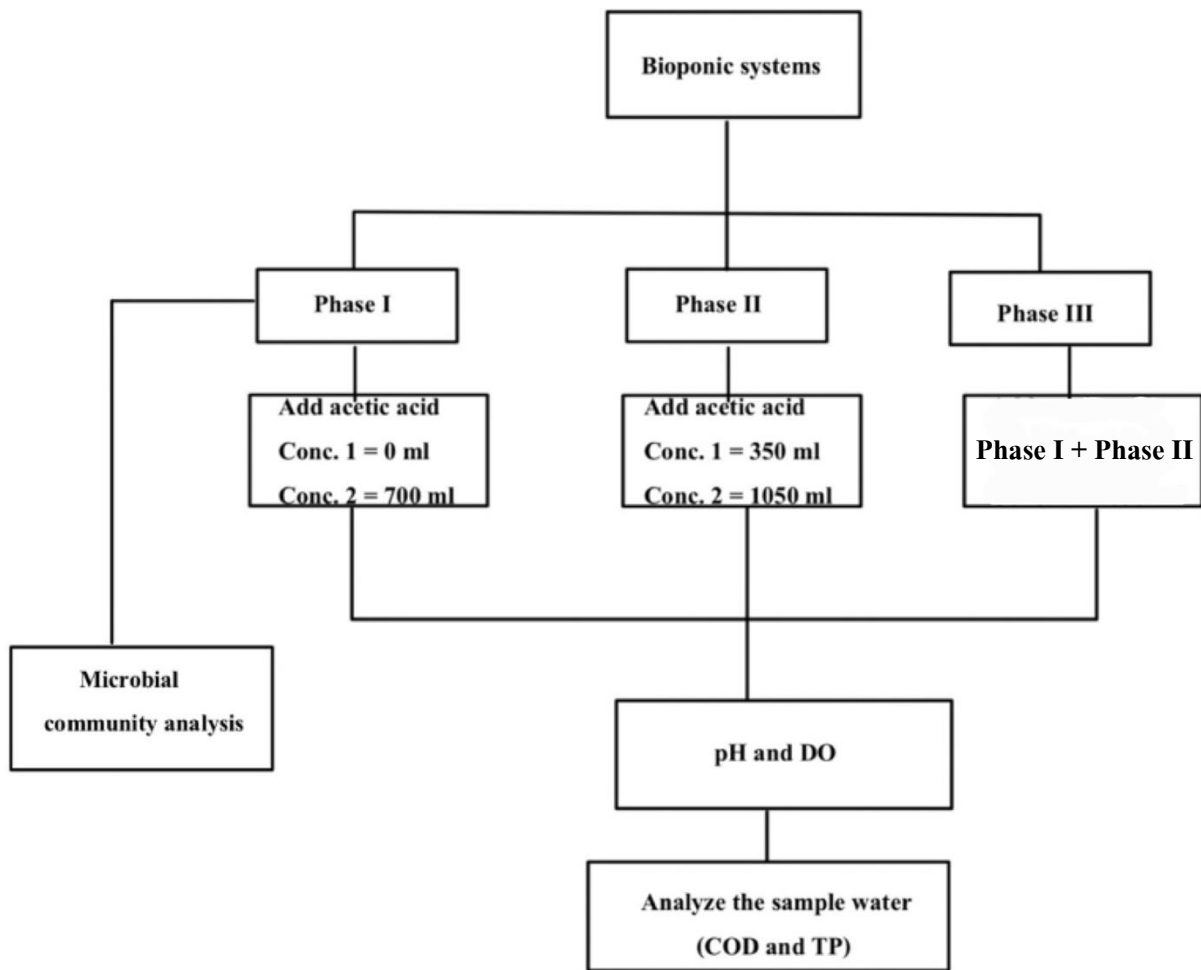 Bioponic systems
Phase I
Phase II
Phase III
Add acetic acid
Conc. 1 = 0 ml
Conc. 2 = 700 ml
Add acetic acid
Conc. 1 = 350 ml
Conc. 2 = 1050 ml
Phase I + Phase II
Microbial
community analysis
pH and DO
Analyze the sample water
(COD and TP)